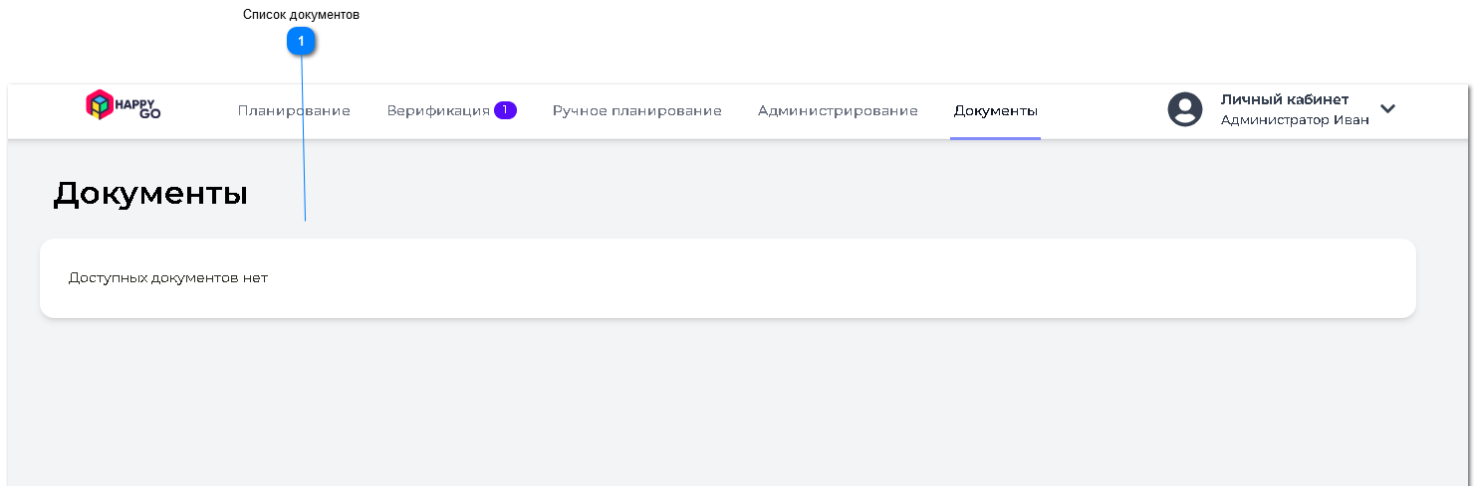 Список документов
1
HAPPY
GO
Планирование
Верификация 1
Ручное планирование
Администрирование
Документы
Личный кабинет
Администратор Иван
Документы
Доступных документов нет